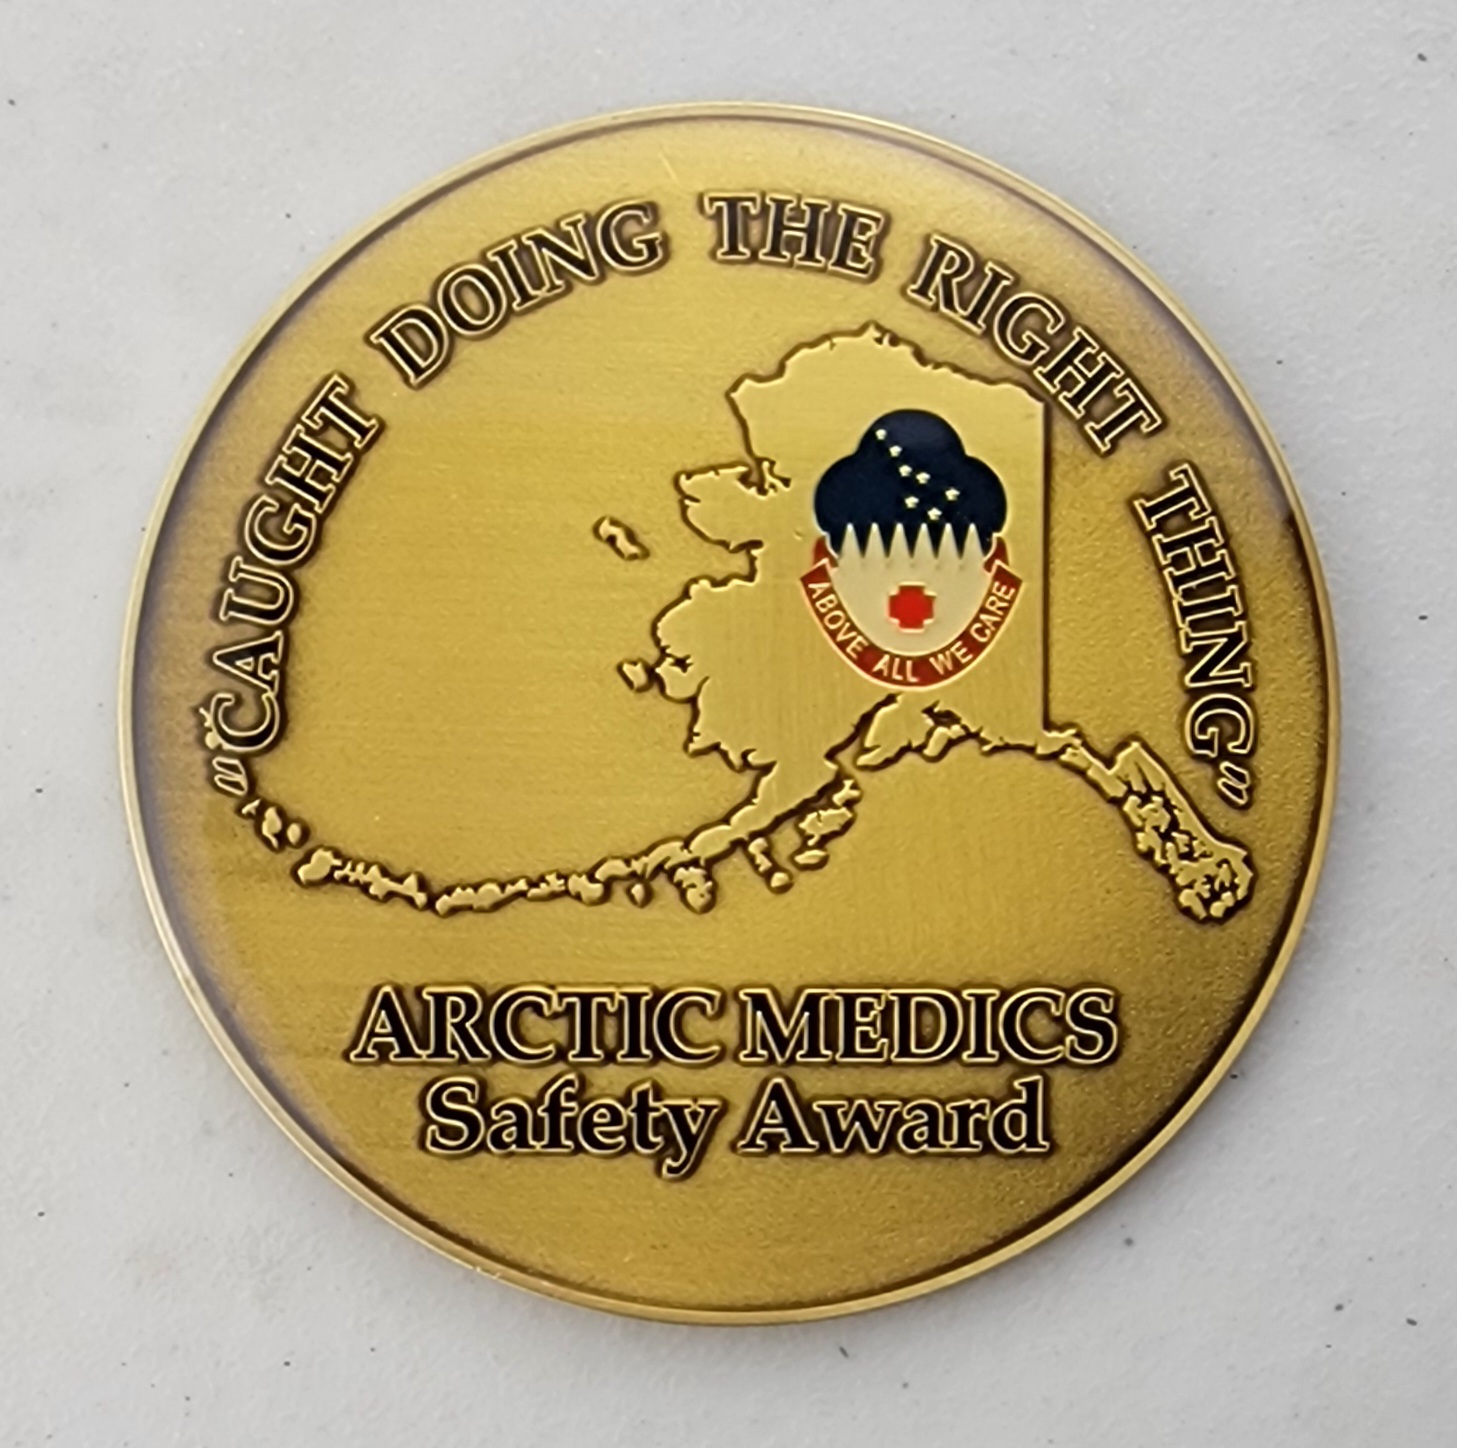 "CAUGHT DOING THE RIGHT THING"
ABOVE ALL WE CARE
ARCTIC MEDICS
Safety Award